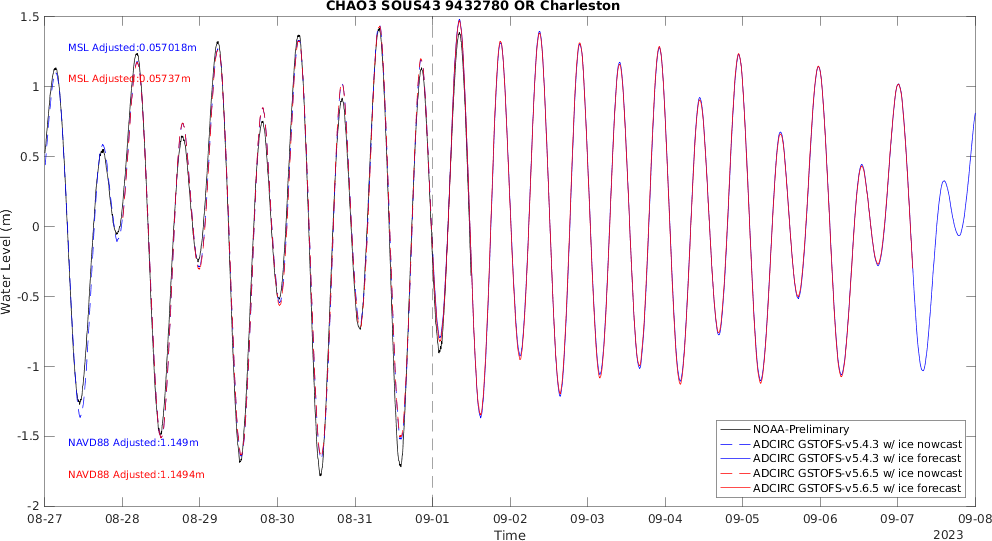 CHAO3 SOUS43 9432780 OR Charleston
1.5
1
0.5
0
-0.5
-1
-1.5
-2
Water Level (m)
MSL Adjusted:0.057018m
MSL Adjusted:0.05737m
NAVD88 Adjusted:1.149m
NAVD88 Adjusted:1.1494m
NOAA-Preliminary
ADCIRC GSTOFS-v5.4.3 w/ ice nowcast
ADCIRC GSTOFS-v5.4.3 w/ ice forecast
ADCIRC GSTOFS-v5.6.5 w/ ice nowcast
ADCIRC GSTOFS-v5.6.5 w/ ice forecast
08-27 08-28 08-29 08-30 08-31 09-01 09-02 09-03 09-04 09-05 09-06 09-07 09-08
Time
2023